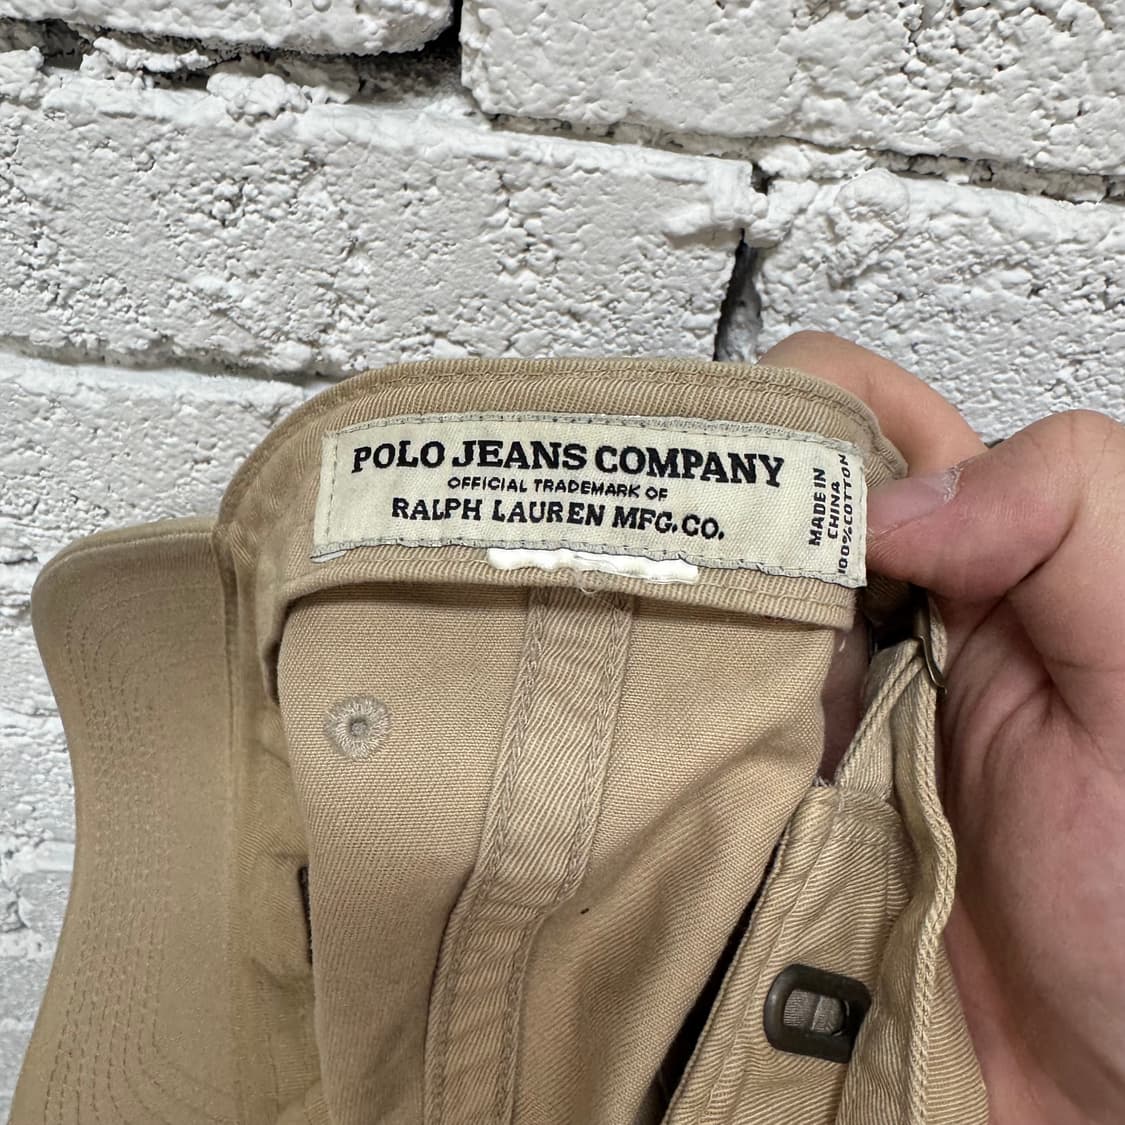 POLO JEANS COMPANY
OFFICIAL TRADEMARK OF
RALPH LAUREN MFG.CO.
MADE IN
CHINA
100%COTTON